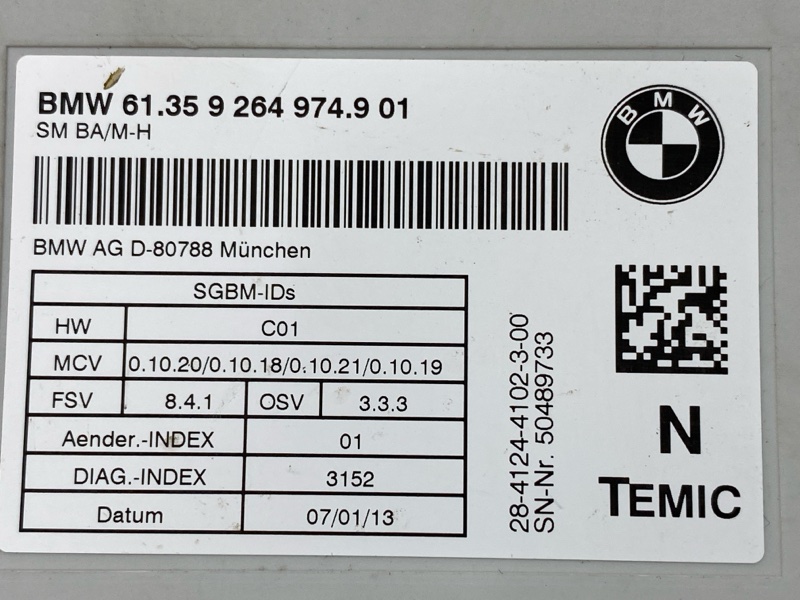 BMW 61.35 9 264 974.9 01
SM BA/M-H
BMW
BMW AG D-80788 München
SGBM-IDs
HW C01
MCV 0.10.20/0.10.18/0.10.21/0.10.19
FSV 8.4.1 OSV 3.3.3
Aender.-INDEX 01
DIAG.-INDEX 3152
Datum 07/01/13
28-4124-4102-3-00
SN-Nr. 50489733
N
TEMIC